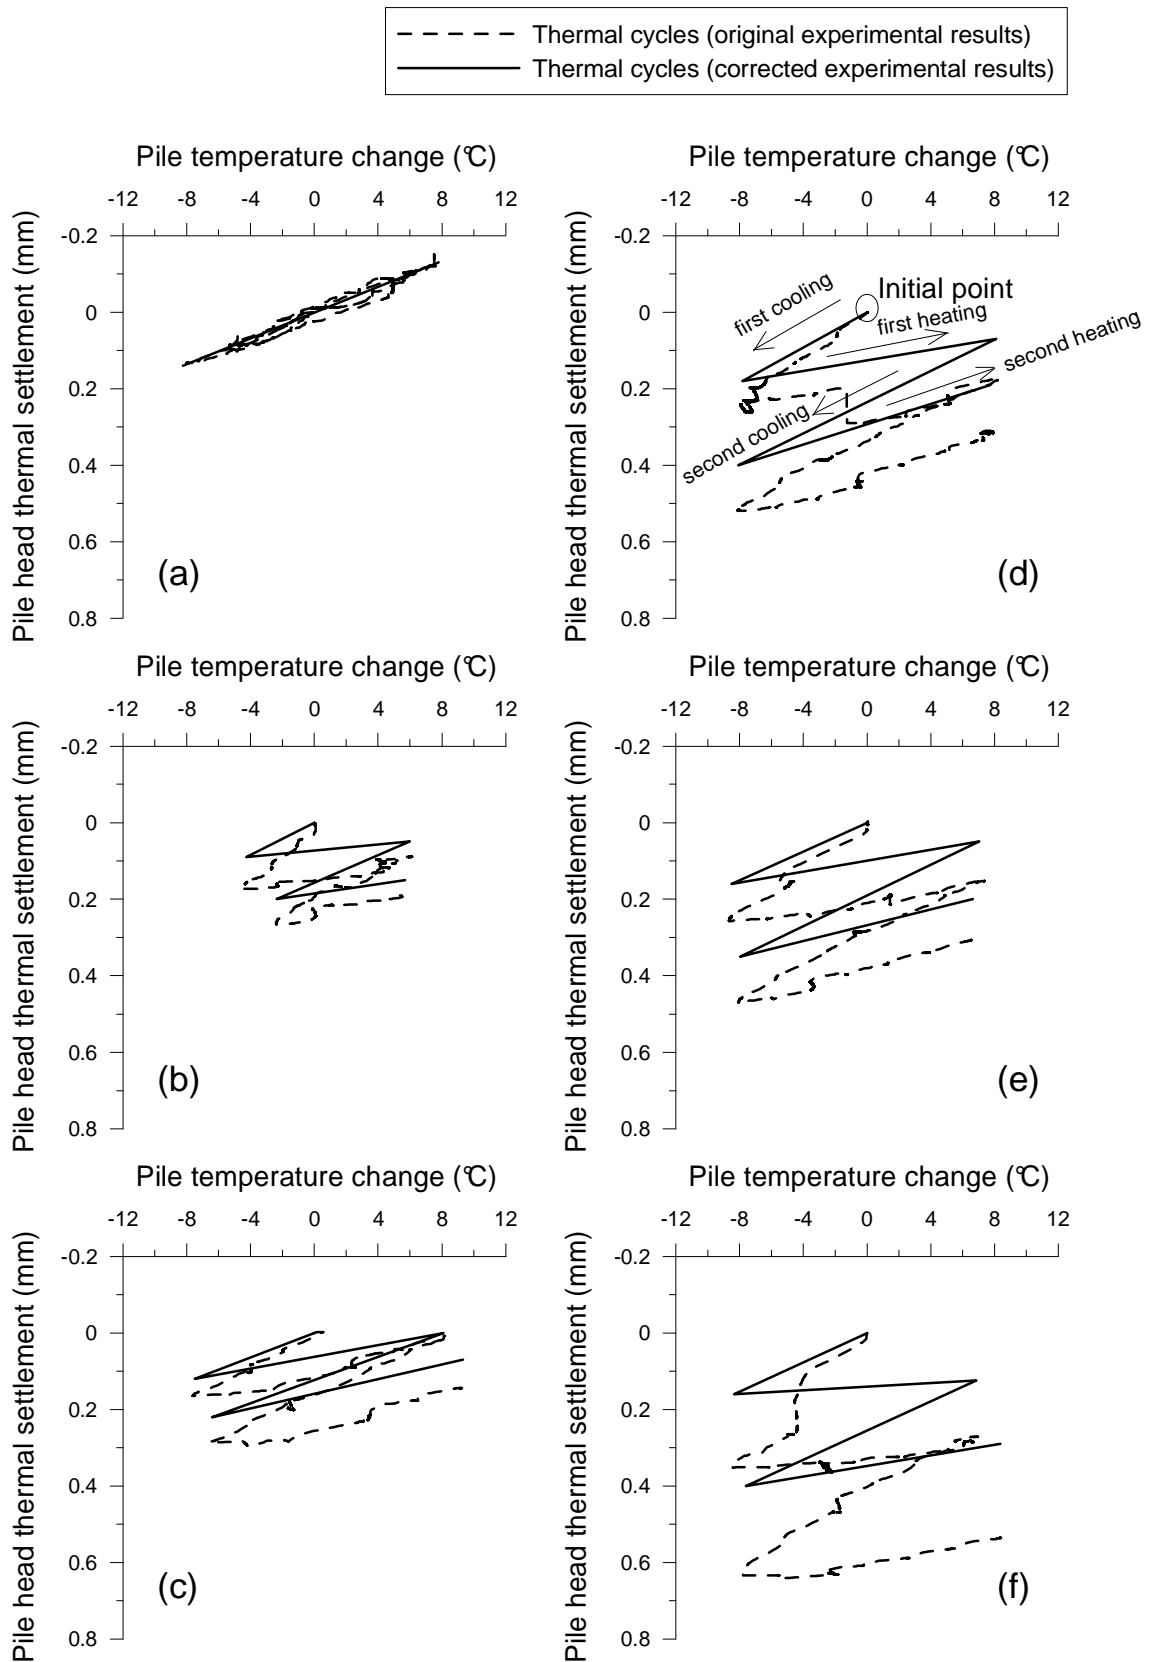 Thermal cycles (original experimental results)
Thermal cycles (corrected experimental results)
Pile temperature change (°C)
-12 -8 -4 0 4 8 12
Pile head thermal settlement (mm)
-0.2
0
0.2
0.4
0.6
0.8
(a)
Pile temperature change (°C)
-12 -8 -4 0 4 8 12
Pile head thermal settlement (mm)
-0.2
0
0.2
0.4
0.6
0.8
Initial point
first cooling
first heating
second heating
second cooling
(d)
Pile temperature change (°C)
-12 -8 -4 0 4 8 12
Pile head thermal settlement (mm)
-0.2
0
0.2
0.4
0.6
0.8
(b)
Pile temperature change (°C)
-12 -8 -4 0 4 8 12
Pile head thermal settlement (mm)
-0.2
0
0.2
0.4
0.6
0.8
(e)
Pile temperature change (°C)
-12 -8 -4 0 4 8 12
Pile head thermal settlement (mm)
-0.2
0
0.2
0.4
0.6
0.8
(c)
Pile temperature change (°C)
-12 -8 -4 0 4 8 12
Pile head thermal settlement (mm)
-0.2
0
0.2
0.4
0.6
0.8
(f)